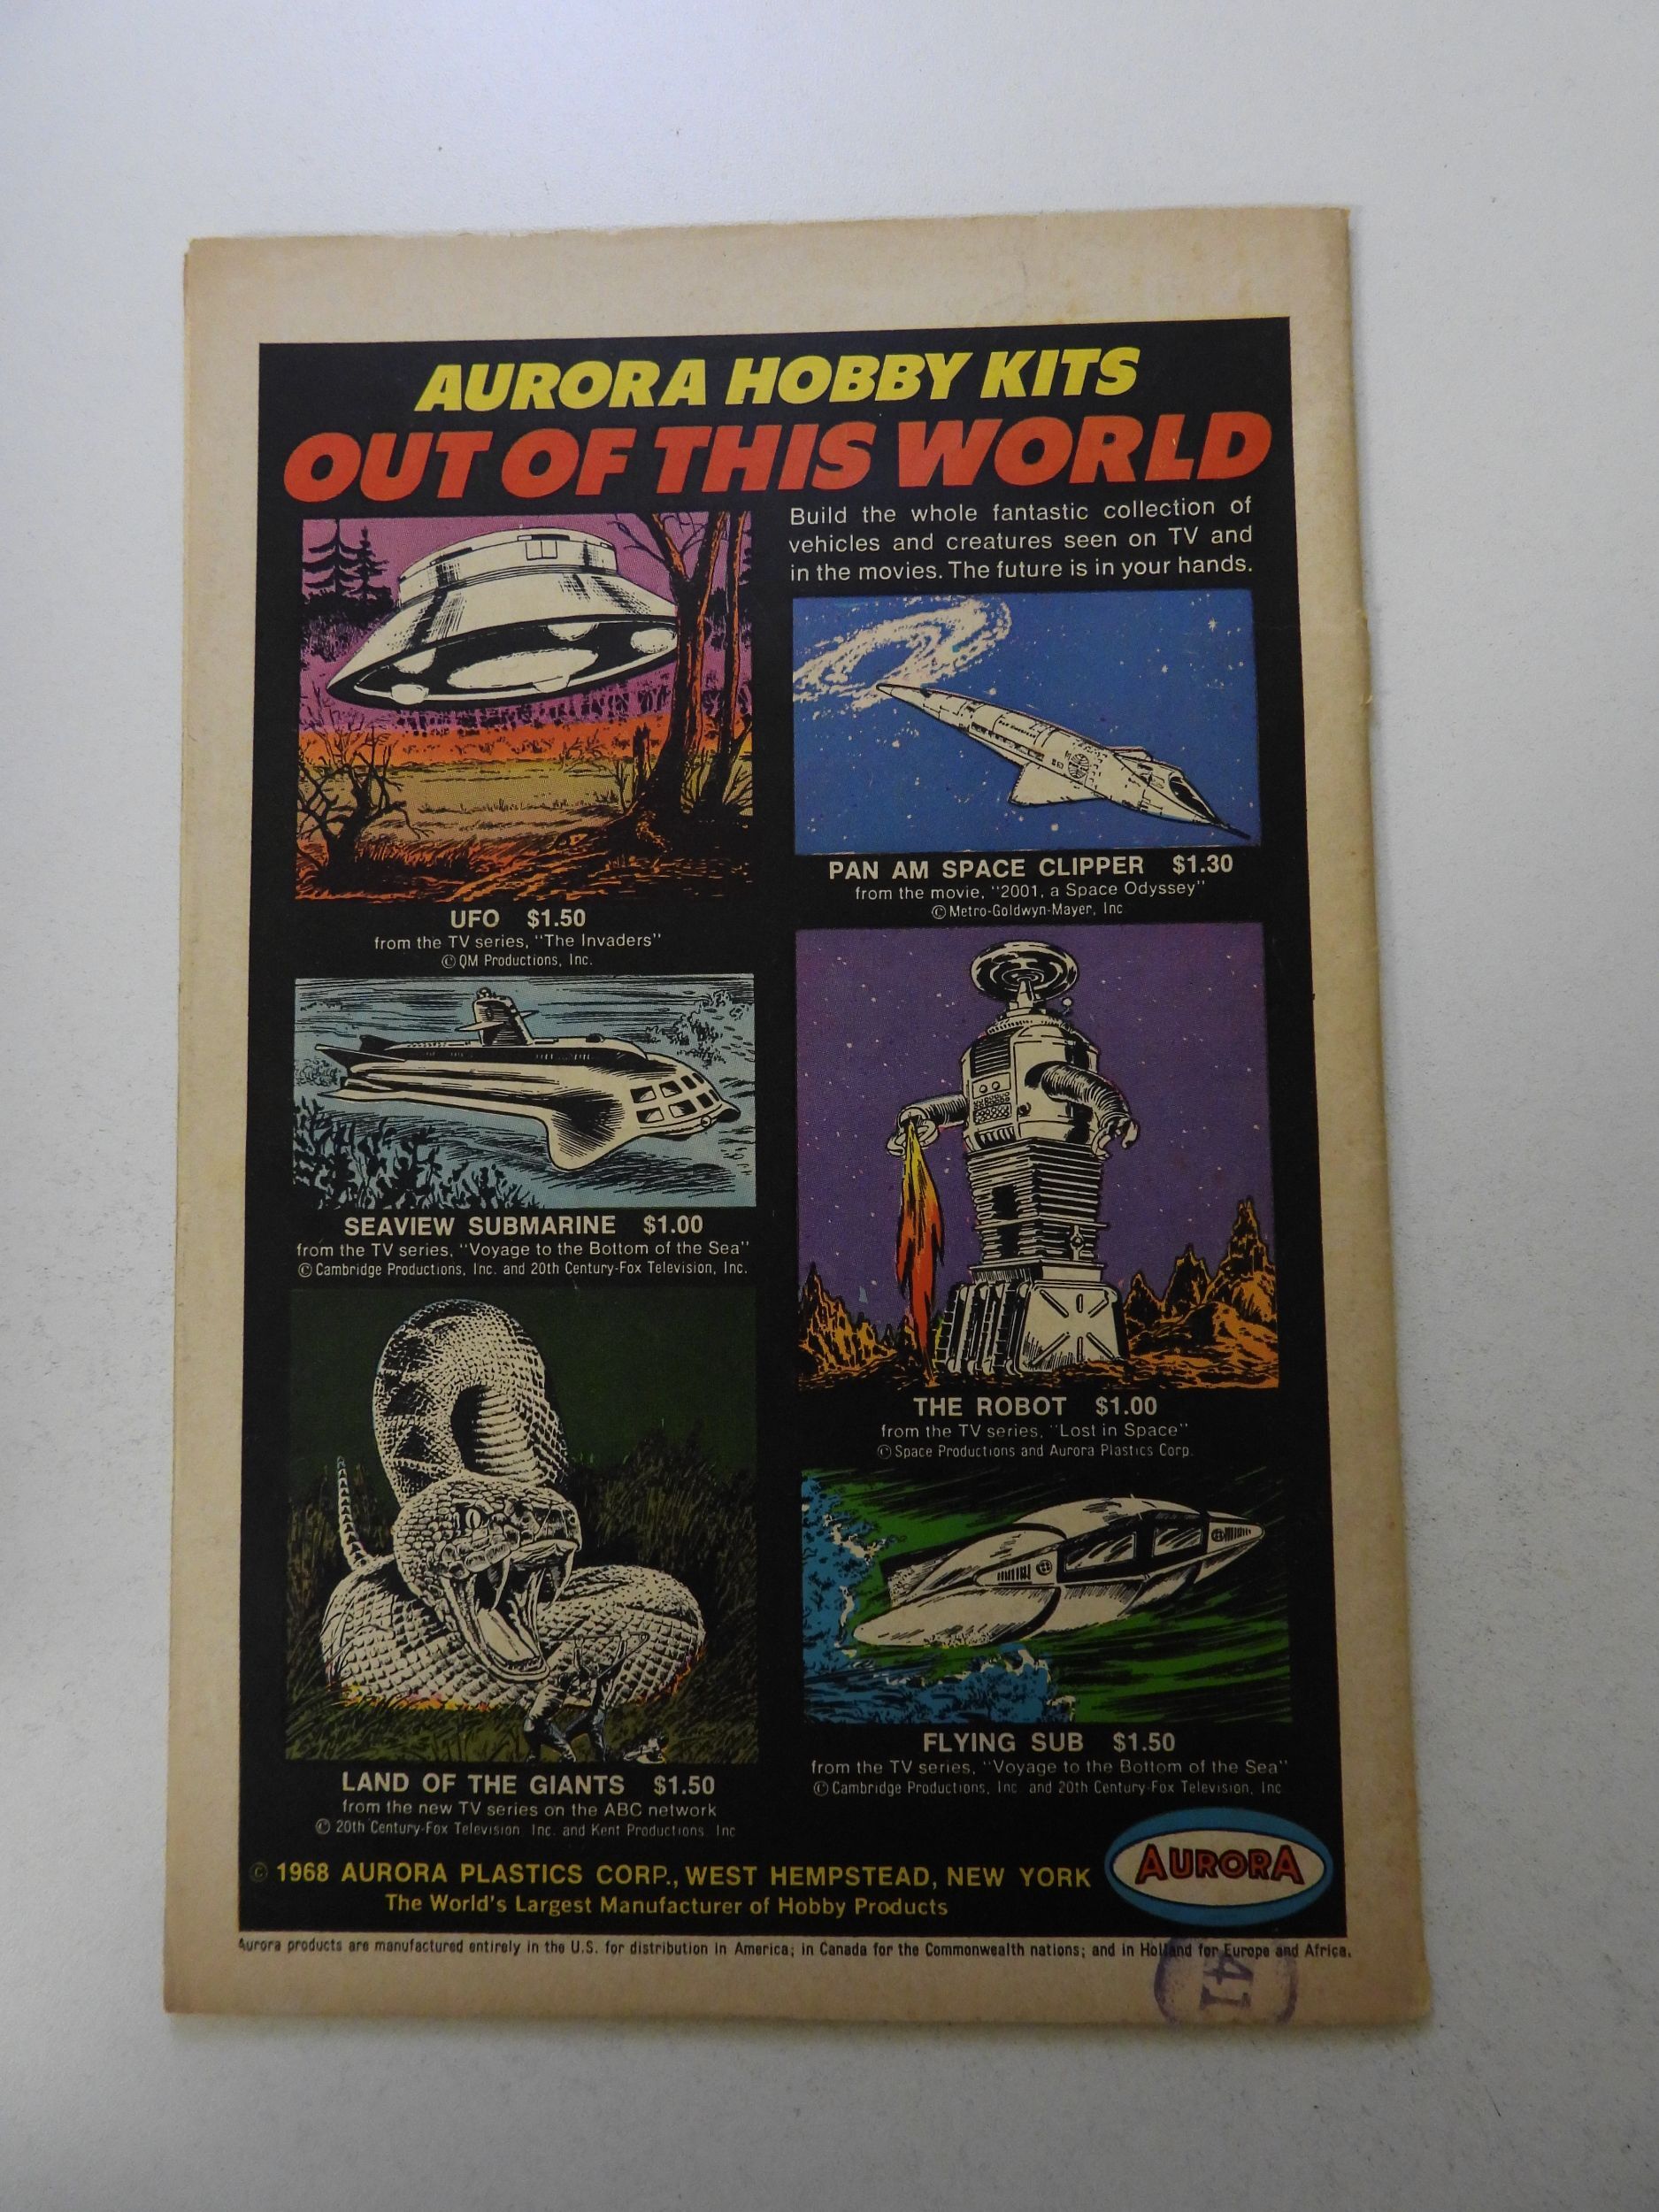 AURORA HOBBY KITS
OUT OF THIS WORLD
Build the whole fantastic collection of
vehicles and creatures seen on TV and
in the movies. The future is in your hands.
UFO $1.50
from the TV series, "The Invaders"
© QM Productions, Inc.
PAN AM SPACE CLIPPER $1.30
from the movie, "2001, a Space Odyssey"
© Metro-Goldwyn-Mayer, Inc
SEAVIEW SUBMARINE $1.00
from the TV series, "Voyage to the Bottom of the Sea"
© Cambridge Productions, Inc. and 20th Century-Fox Television, Inc.
THE ROBOT $1.00
from the TV series, "Lost in Space"
© Space Productions and Aurora Plastics Corp.
LAND OF THE GIANTS $1.50
from the new TV series on the ABC network
© 20th Century-Fox Television, Inc. and Kent Productions, Inc
FLYING SUB $1.50
from the TV series, "Voyage to the Bottom of the Sea"
© Cambridge Productions, Inc and 20th Century-Fox Television, Inc
© 1968 AURORA PLASTICS CORP., WEST HEMPSTEAD, NEW YORK
The World's Largest Manufacturer of Hobby Products
AURORA
Aurora products are manufactured entirely in the U.S. for distribution in America; in Canada for the Commonwealth nations; and in Holland for Europe and Africa.
41